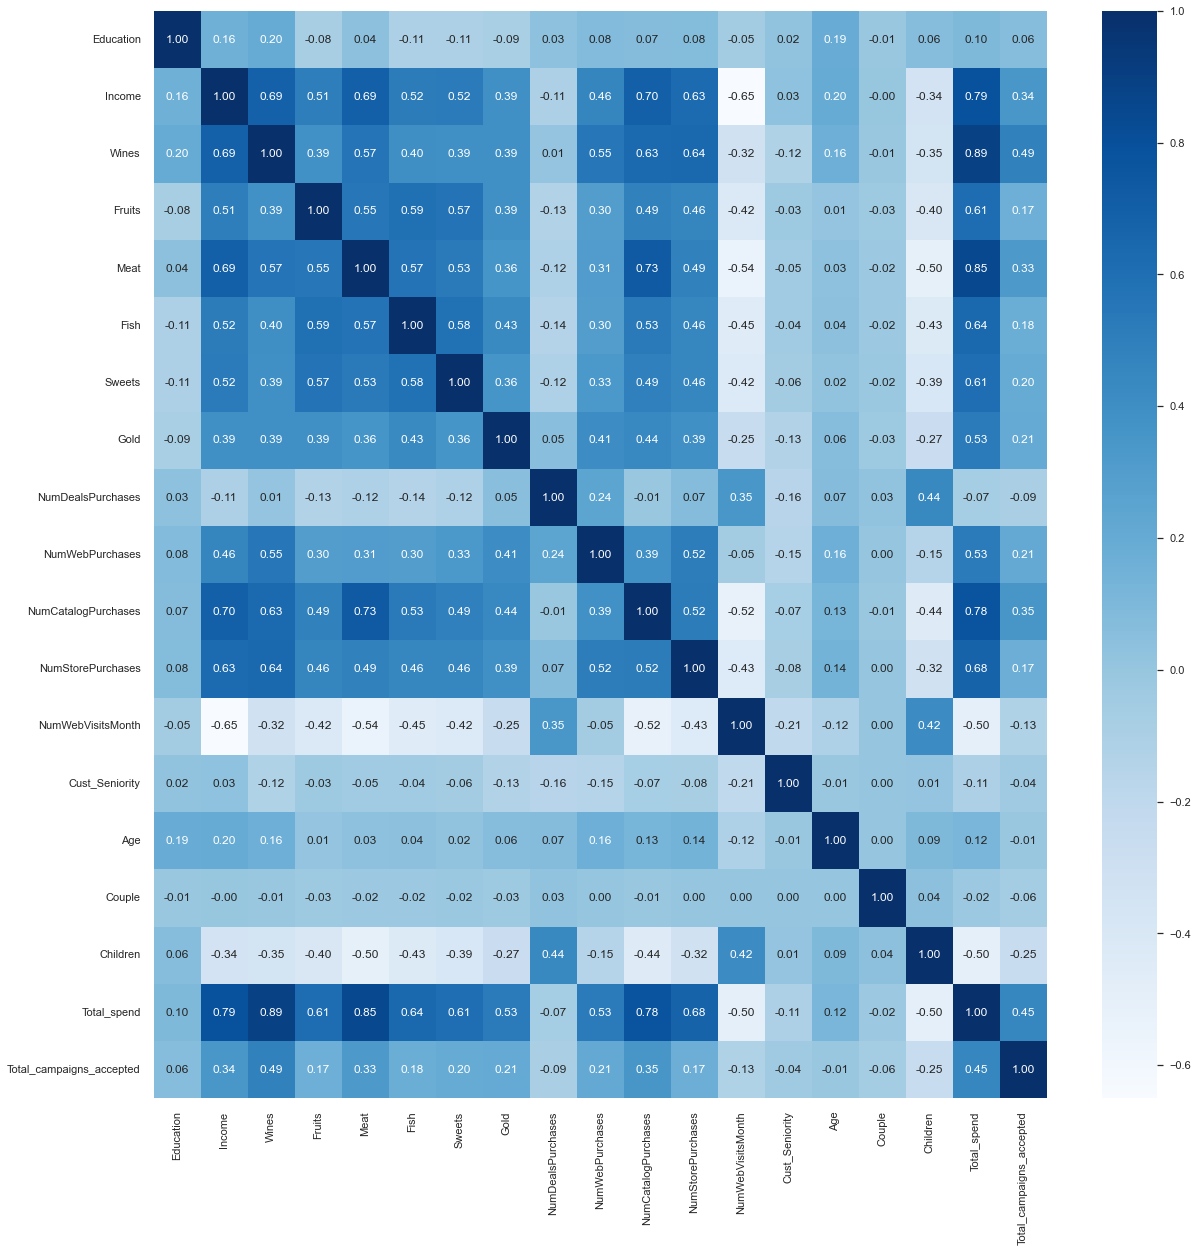 Education 1.00 0.16 0.20 -0.08 0.04 -0.11 -0.11 -0.09 0.03 0.08 0.07 0.08 -0.05 0.02 0.19 -0.01 0.06 0.10 0.06
Income 0.16 1.00 0.69 0.51 0.69 0.52 0.52 0.39 -0.11 0.46 0.70 0.63 -0.65 0.03 0.20 -0.00 -0.34 0.79 0.34
Wines 0.20 0.69 1.00 0.39 0.57 0.40 0.39 0.39 0.01 0.55 0.63 0.64 -0.32 -0.12 0.16 -0.01 -0.35 0.89 0.49
Fruits -0.08 0.51 0.39 1.00 0.55 0.59 0.57 0.39 -0.13 0.30 0.49 0.46 -0.42 -0.03 0.01 -0.03 -0.40 0.61 0.17
Meat 0.04 0.69 0.57 0.55 1.00 0.57 0.53 0.36 -0.12 0.31 0.73 0.49 -0.54 -0.05 0.03 -0.02 -0.50 0.85 0.33
Fish -0.11 0.52 0.40 0.59 0.57 1.00 0.58 0.43 -0.14 0.30 0.53 0.46 -0.45 -0.04 0.04 -0.02 -0.43 0.64 0.18
Sweets -0.11 0.52 0.39 0.57 0.53 0.58 1.00 0.36 -0.12 0.33 0.49 0.46 -0.42 -0.06 0.02 -0.02 -0.39 0.61 0.20
Gold -0.09 0.39 0.39 0.39 0.36 0.43 0.36 1.00 0.05 0.41 0.44 0.39 -0.25 -0.13 0.06 -0.03 -0.27 0.53 0.21
NumDealsPurchases 0.03 -0.11 0.01 -0.13 -0.12 -0.14 -0.12 0.05 1.00 0.24 -0.01 0.07 0.35 -0.16 0.07 0.03 0.44 -0.07 -0.09
NumWebPurchases 0.08 0.46 0.55 0.30 0.31 0.30 0.33 0.41 0.24 1.00 0.39 0.52 -0.05 -0.15 0.16 0.00 -0.15 0.53 0.21
NumCatalogPurchases 0.07 0.70 0.63 0.49 0.73 0.53 0.49 0.44 -0.01 0.39 1.00 0.52 -0.52 -0.07 0.13 -0.01 -0.44 0.78 0.35
NumStorePurchases 0.08 0.63 0.64 0.46 0.49 0.46 0.46 0.39 0.07 0.52 0.52 1.00 -0.43 -0.08 0.14 0.00 -0.32 0.68 0.17
NumWebVisitsMonth -0.05 -0.65 -0.32 -0.42 -0.54 -0.45 -0.42 -0.25 0.35 -0.05 -0.52 -0.43 1.00 -0.21 -0.12 0.00 0.42 -0.50 -0.13
Cust_Seniority 0.02 0.03 -0.12 -0.03 -0.05 -0.04 -0.06 -0.13 -0.16 -0.15 -0.07 -0.08 -0.21 1.00 -0.01 0.00 0.01 -0.11 -0.04
Age 0.19 0.20 0.16 0.01 0.03 0.04 0.02 0.06 0.07 0.16 0.13 0.14 -0.12 -0.01 1.00 0.00 0.09 0.12 -0.01
Couple -0.01 -0.00 -0.01 -0.03 -0.02 -0.02 -0.02 -0.03 0.03 0.00 -0.01 0.00 0.00 0.00 0.00 1.00 0.04 -0.02 -0.06
Children 0.06 -0.34 -0.35 -0.40 -0.50 -0.43 -0.39 -0.27 0.44 -0.15 -0.44 -0.32 0.42 0.01 0.09 0.04 1.00 -0.50 -0.25
Total_spend 0.10 0.79 0.89 0.61 0.85 0.64 0.61 0.53 -0.07 0.53 0.78 0.68 -0.50 -0.11 0.12 -0.02 -0.50 1.00 0.45
Total_campaigns_accepted 0.06 0.34 0.49 0.17 0.33 0.18 0.20 0.21 -0.09 0.21 0.35 0.17 -0.13 -0.04 -0.01 -0.06 -0.25 0.45 1.00
Education
Income
Wines
Fruits
Meat
Fish
Sweets
Gold
NumDealsPurchases
NumWebPurchases
NumCatalogPurchases
NumStorePurchases
NumWebVisitsMonth
Cust_Seniority
Age
Couple
Children
Total_spend
Total_campaigns_accepted
1.0
0.8
0.6
0.4
0.2
0.0
−0.2
−0.4
−0.6